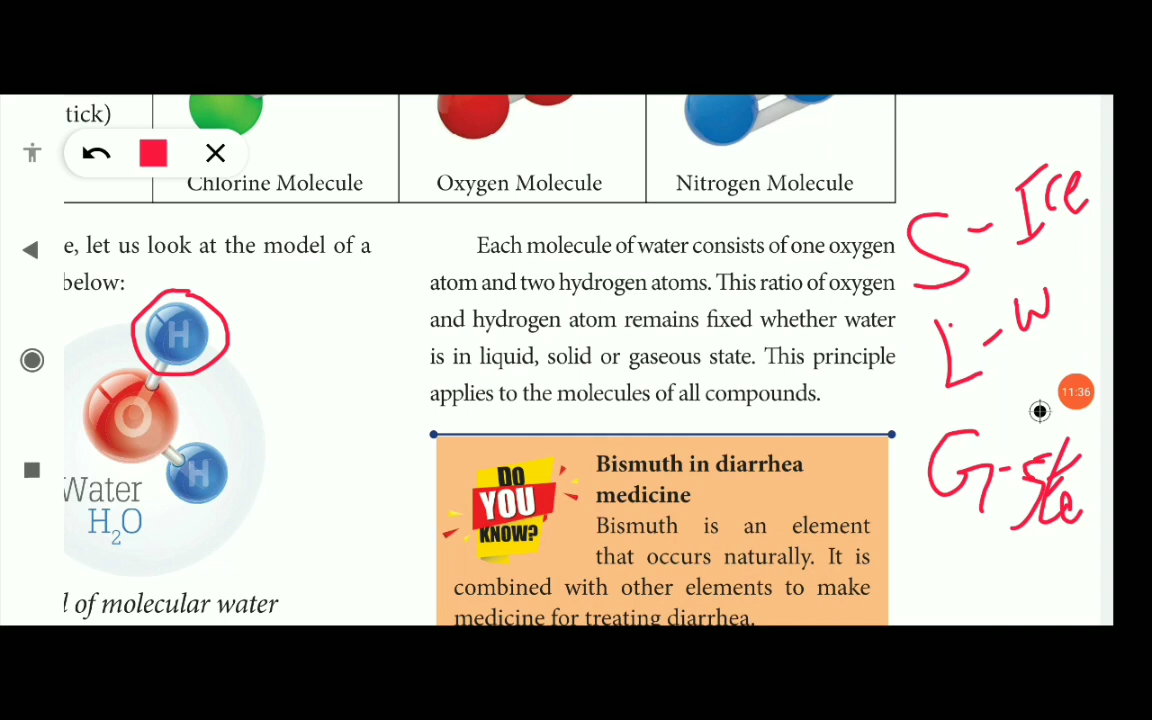 tick)
Chlorine Molecule
Oxygen Molecule
Nitrogen Molecule
e, let us look at the model of a
below:
H
O
H
Water
H₂O
l of molecular water
Each molecule of water consists of one oxygen
atom and two hydrogen atoms. This ratio of oxygen
and hydrogen atom remains fixed whether water
is in liquid, solid or gaseous state. This principle
applies to the molecules of all compounds.
DO
YOU
KNOW?
Bismuth in diarrhea
medicine
Bismuth is an element
that occurs naturally. It is
combined with other elements to make
medicine for treating diarrhea.
S - Ice
L - W
G -
11:36